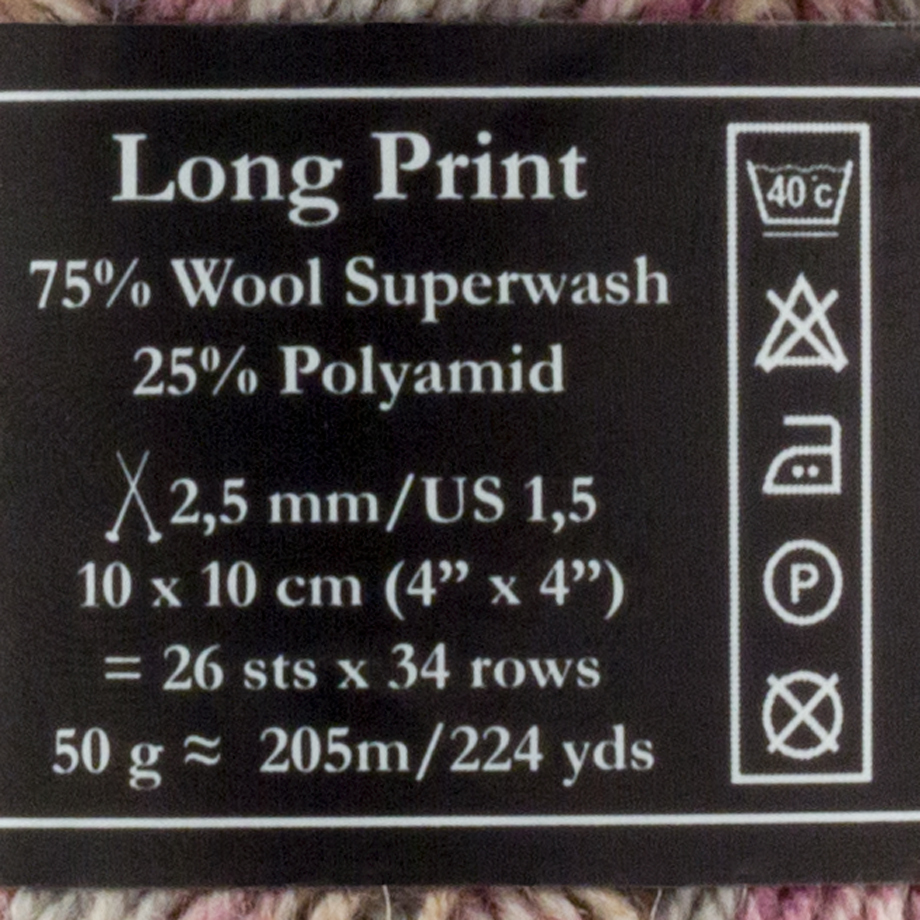 Long Print
75% Wool Superwash
25% Polyamid
2,5 mm/US 1,5
10 x 10 cm (4” x 4”)
= 26 sts x 34 rows
50 g ≈ 205m/224 yds
40°c
P